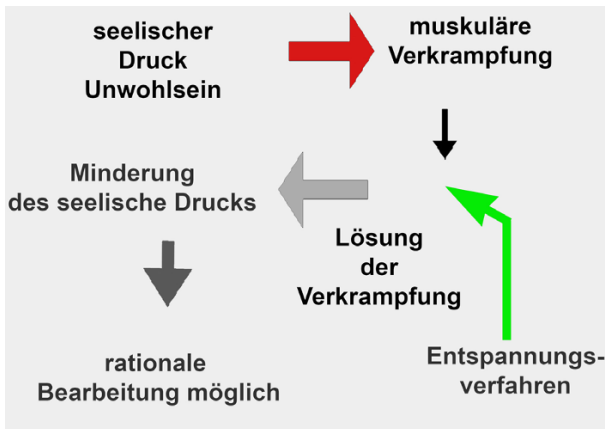 seelischer
Druck
Unwohlsein
muskuläre
Verkrampfung
Minderung
des seelische Drucks
Lösung
der
Verkrampfung
rationale
Bearbeitung möglich
Entspannungs-
verfahren